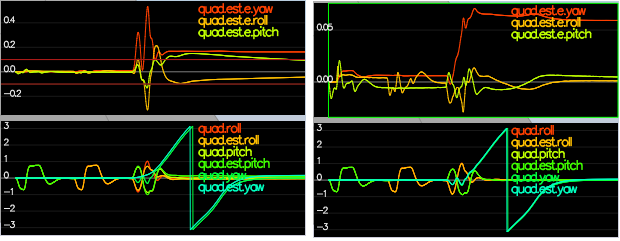 quad.est.e.yaw
quad.est.e.roll
quad.est.e.pitch
0.4
0.2
0.0
-0.2
quad.est.e.yaw
quad.est.e.roll
quad.est.e.pitch
0.05
0.00
quad.roll
quad.est.roll
quad.pitch
quad.est.pitch
quad.yaw
quad.est.yaw
3
2
1
0
-1
-2
-3
quad.roll
quad.est.roll
quad.pitch
quad.est.pitch
quad.yaw
quad.est.yaw
3
2
1
0
-1
-2
-3